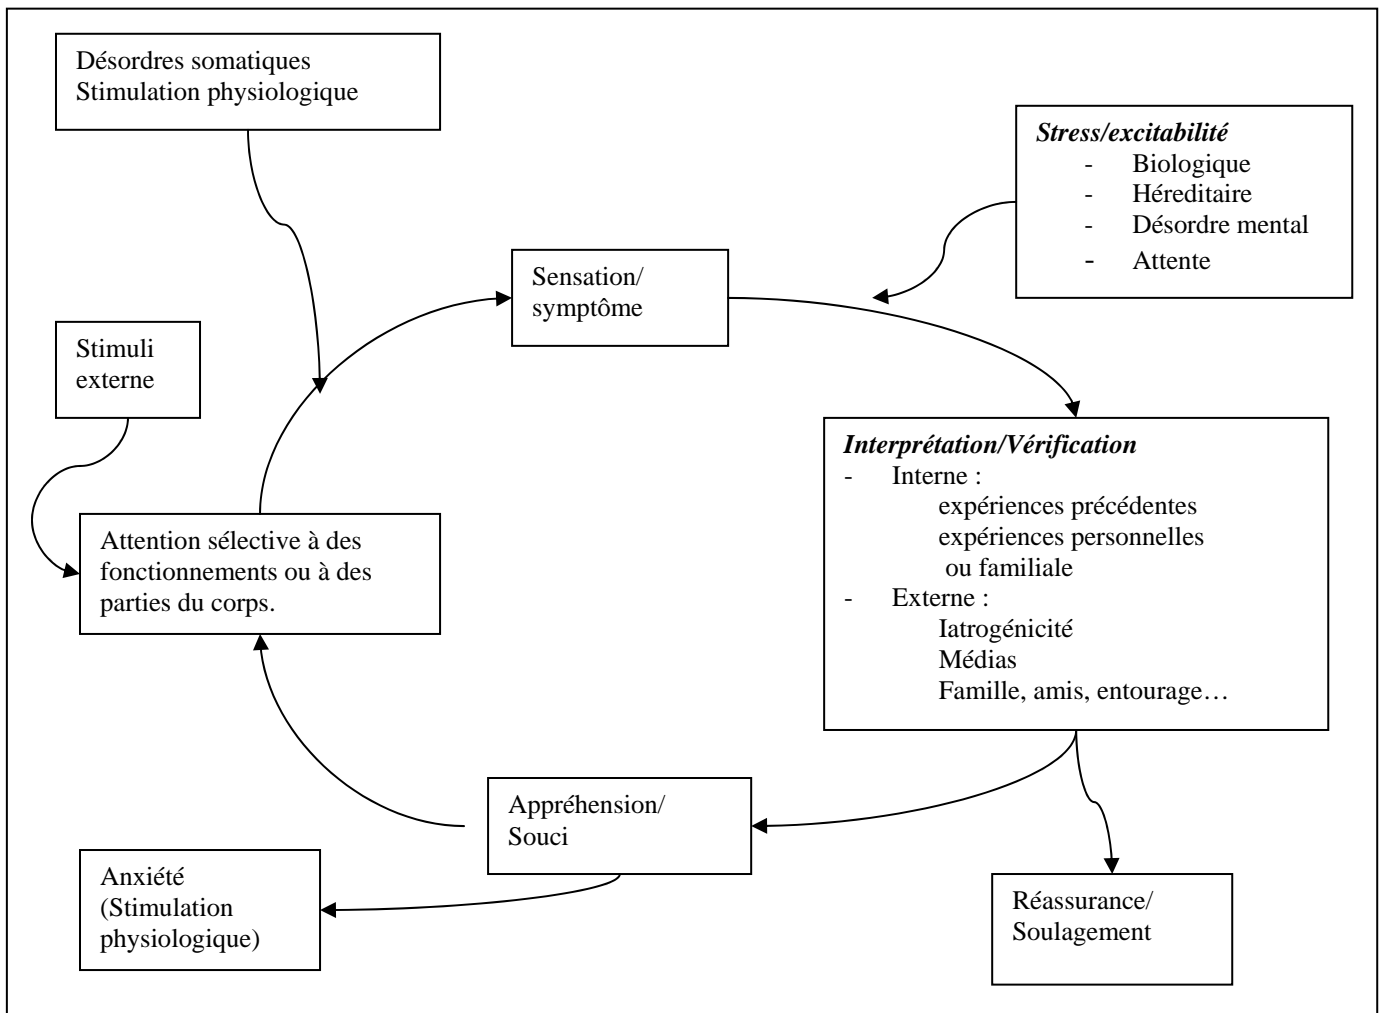 Désordres somatiques
Stimulation physiologique
Stress/excitabilité
- Biologique
- Héreditaire
- Désordre mental
- Attente
Sensation/
symptôme
Stimuli
externe
Interprétation/Vérification
- Interne :
expériences précédentes
expériences personnelles
ou familiale
- Externe :
Iatrogénicité
Médias
Famille, amis, entourage…
Attention sélective à des
fonctionnements ou à des
parties du corps.
Appréhension/
Souci
Anxiété
(Stimulation
physiologique)
Réassurance/
Soulagement